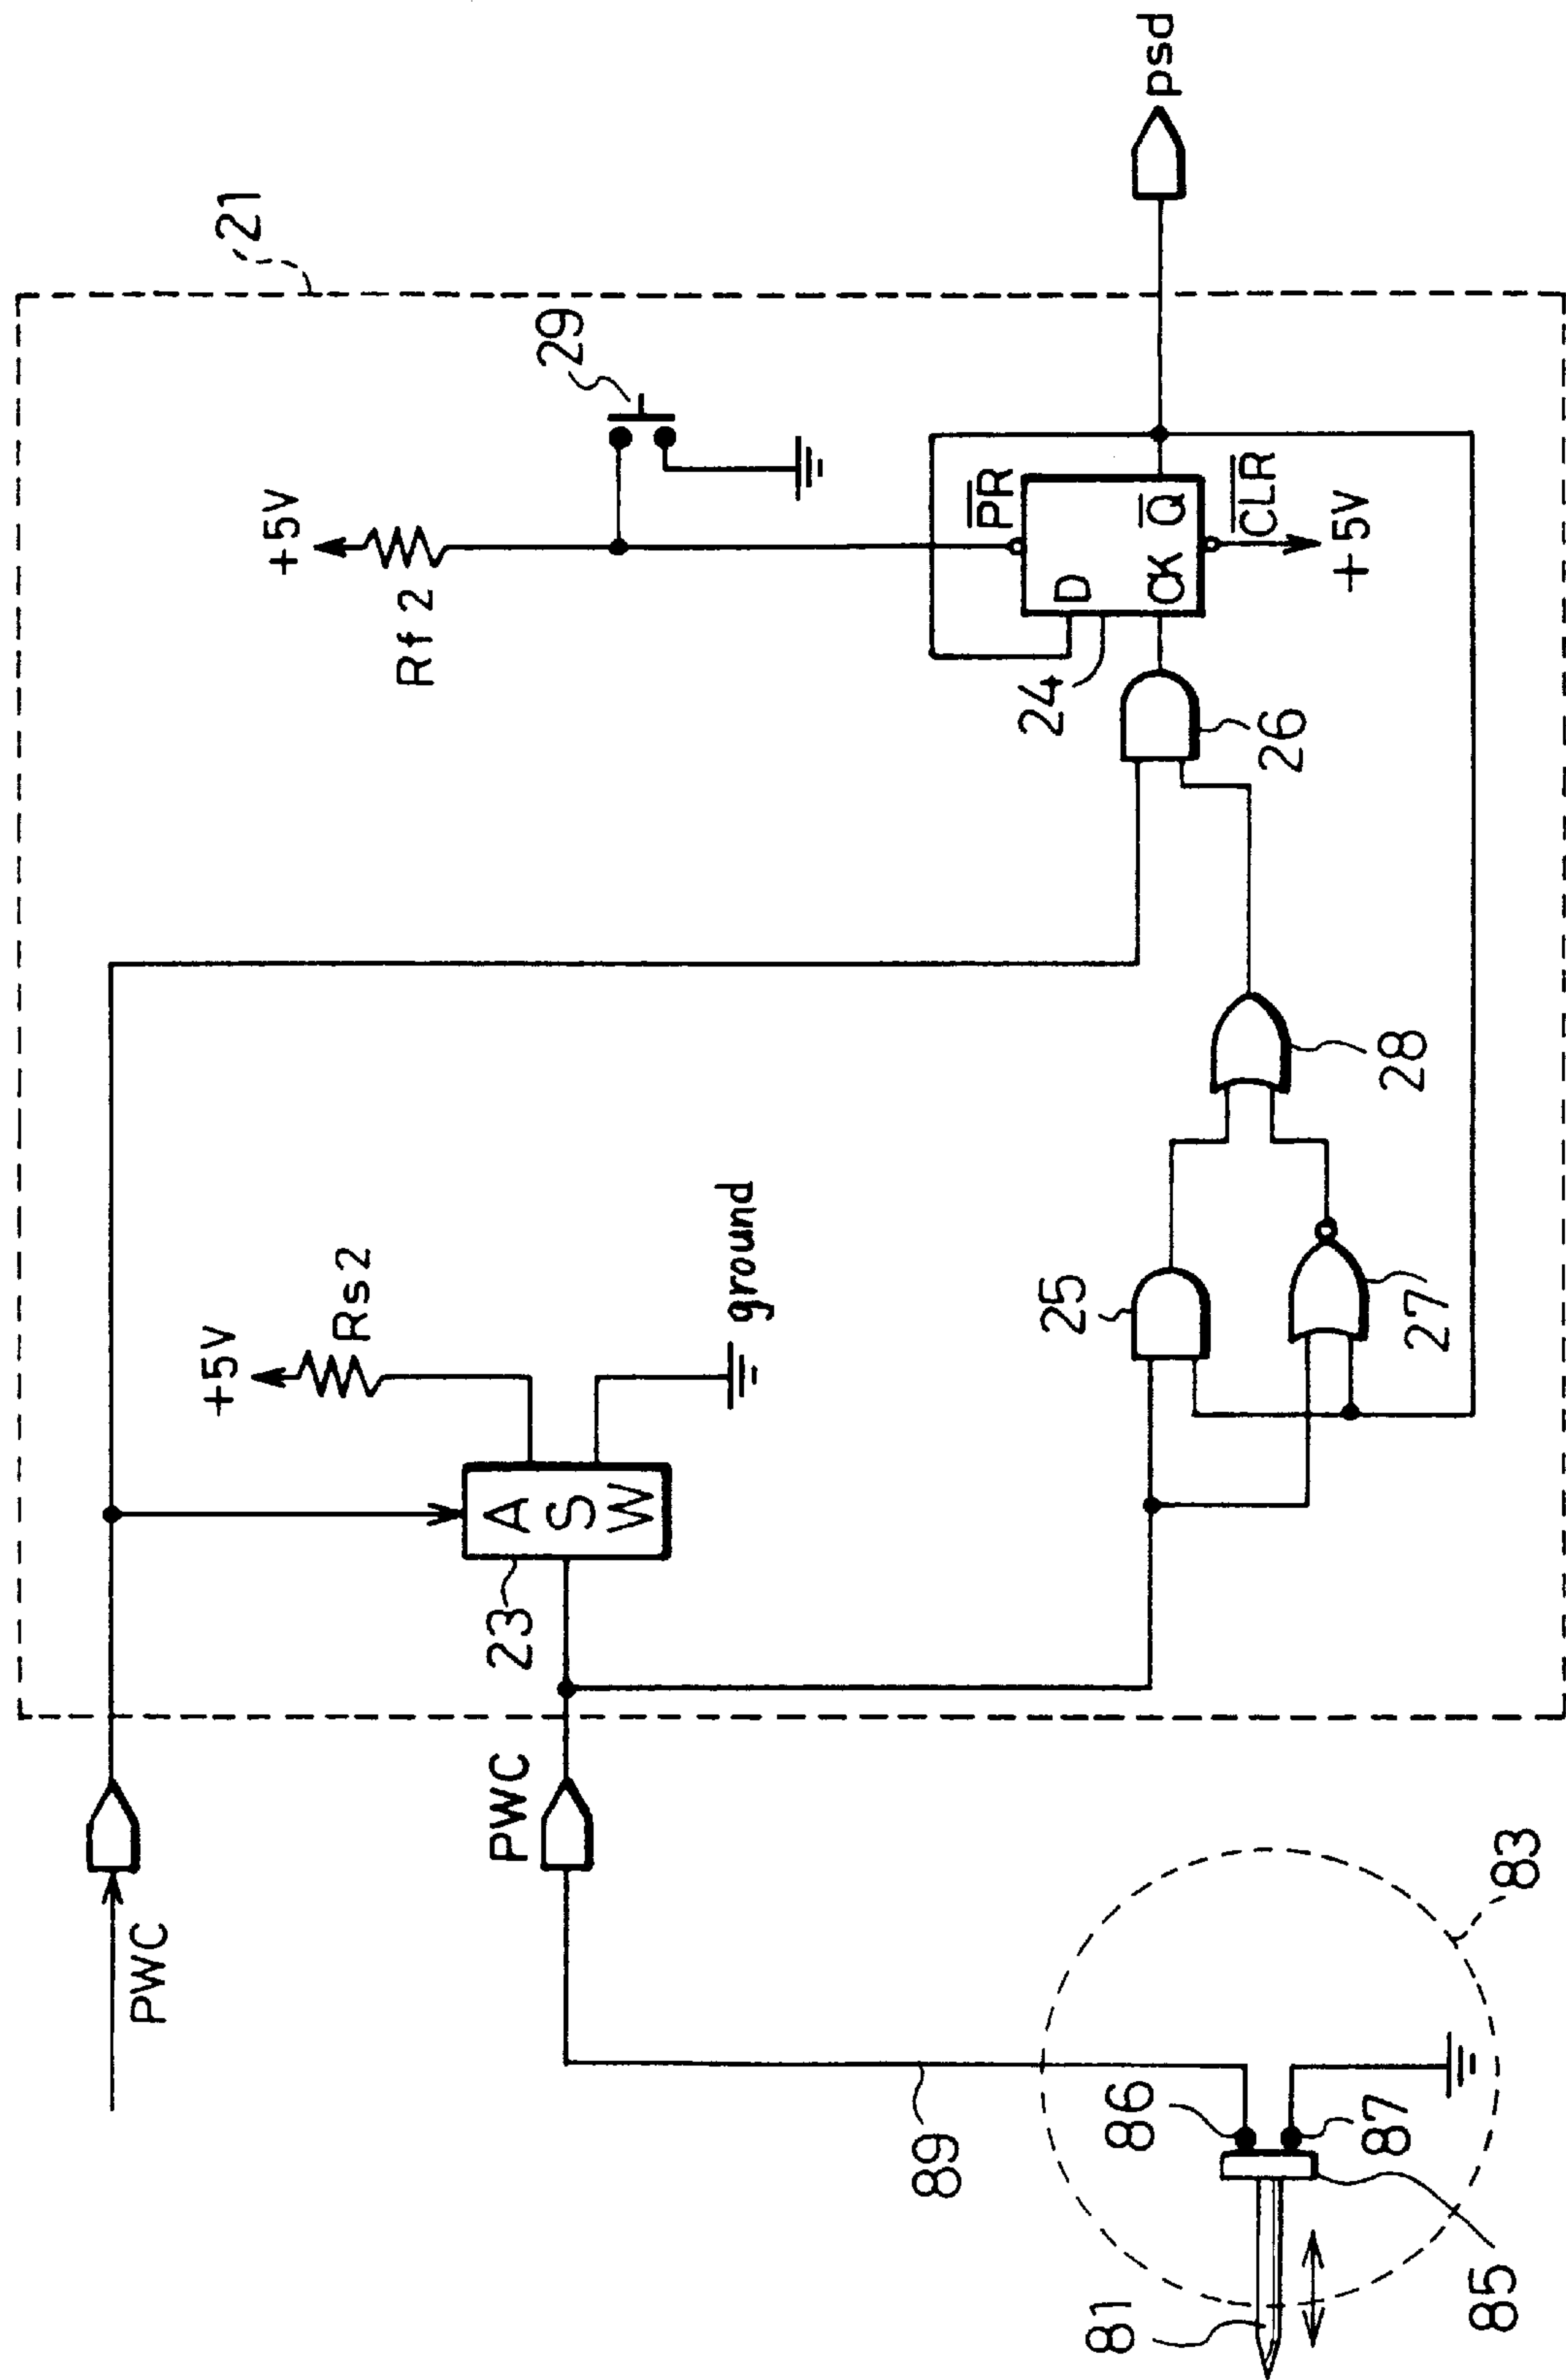 21
+5V
Rf2
29
PR
D
CK
Q
CLR
+5V
24
26
psd
28
25
27
+5V
Rs2
ground
A
S
W
23
PWC
PWC
89
86
87
83
81
85